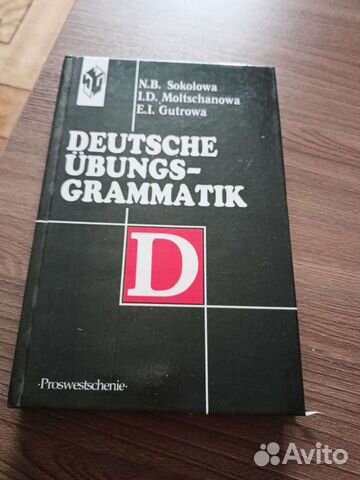 N.B. Sokolowa
I.D. Moltschanowa
E.I. Gutrowa
DEUTSCHE
ÜBUNGS-
GRAMMATIK
D
·Proswestschenie·
Avito